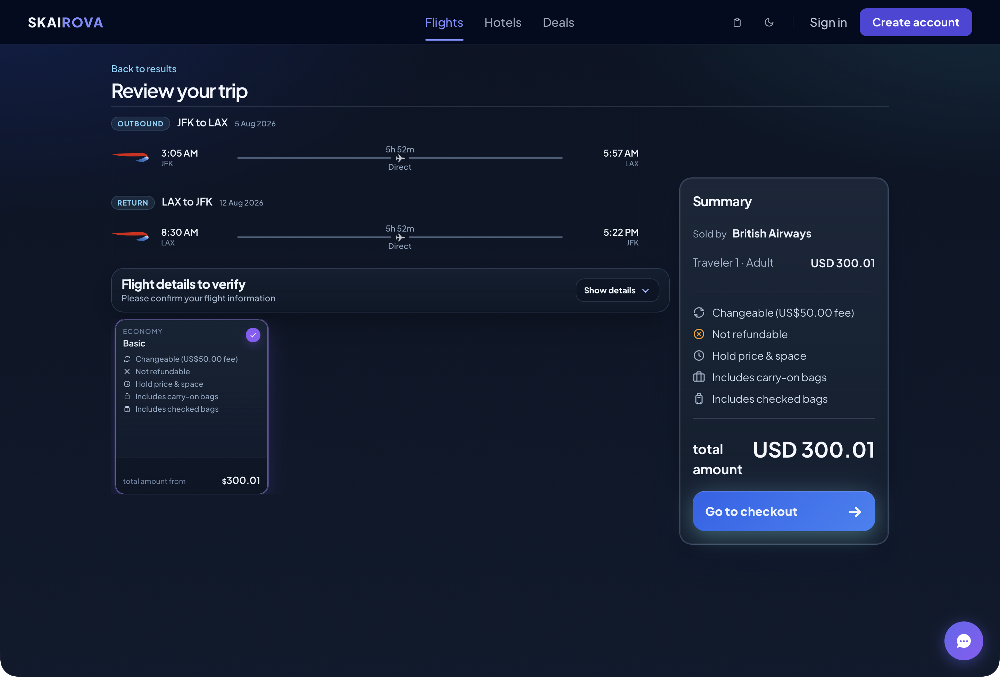 SKAIROVA
Flights
Hotels
Deals
Sign in
Create account
Back to results
Review your trip
OUTBOUND JFK to LAX 5 Aug 2026
3:05 AM
JFK
5h 52m
Direct
5:57 AM
LAX
RETURN LAX to JFK 12 Aug 2026
8:30 AM
LAX
5h 52m
Direct
5:22 PM
JFK
Flight details to verify
Please confirm your flight information
Show details
ECONOMY
Basic
Changeable (US$50.00 fee)
Not refundable
Hold price & space
Includes carry-on bags
Includes checked bags
total amount from $300.01
Summary
Sold by British Airways
Traveler 1 · Adult USD 300.01
Changeable (US$50.00 fee)
Not refundable
Hold price & space
Includes carry-on bags
Includes checked bags
total
amount
USD 300.01
Go to checkout